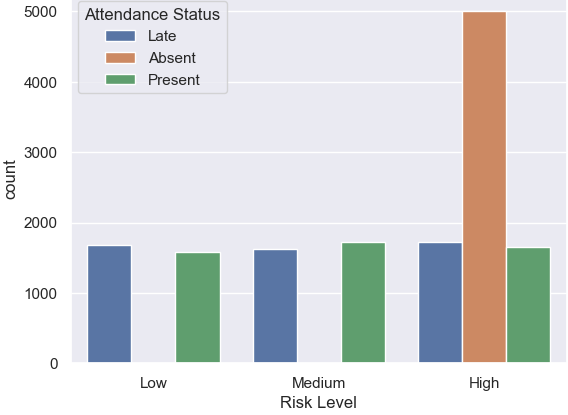 Attendance Status
Late
Absent
Present
5000
4000
3000
2000
1000
0
count
Low
Medium
High
Risk Level